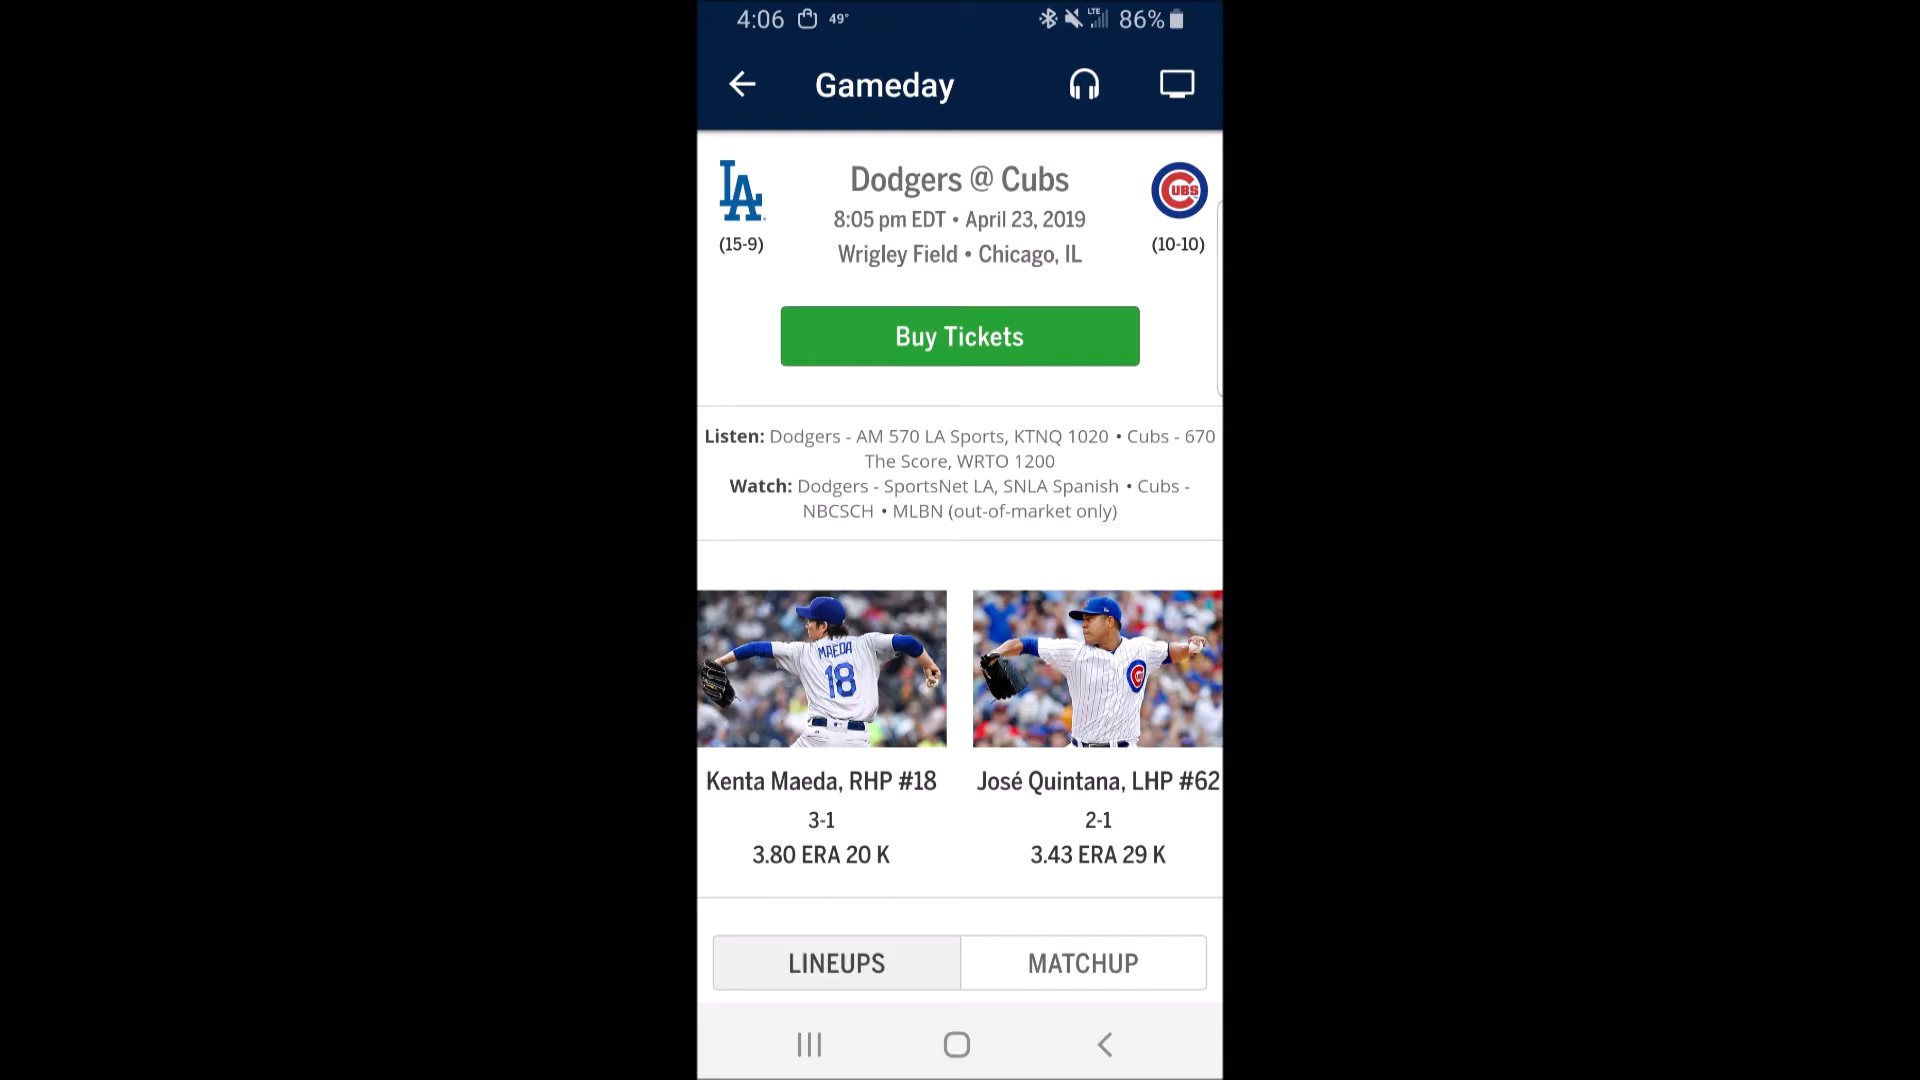 4:06 49° LTE 86%
Gameday
LA
CUBS
Dodgers @ Cubs
(15-9)
8:05 pm EDT • April 23, 2019
(10-10)
Wrigley Field • Chicago, IL
Buy Tickets
Listen: Dodgers - AM 570 LA Sports, KTNQ 1020 • Cubs - 670
The Score, WRTO 1200
Watch: Dodgers - SportsNet LA, SNLA Spanish • Cubs -
NBCSCH • MLBN (out-of-market only)
MAEDA
18
Kenta Maeda, RHP #18
3-1
3.80 ERA 20 K
José Quintana, LHP #62
2-1
3.43 ERA 29 K
LINEUPS
MATCHUP